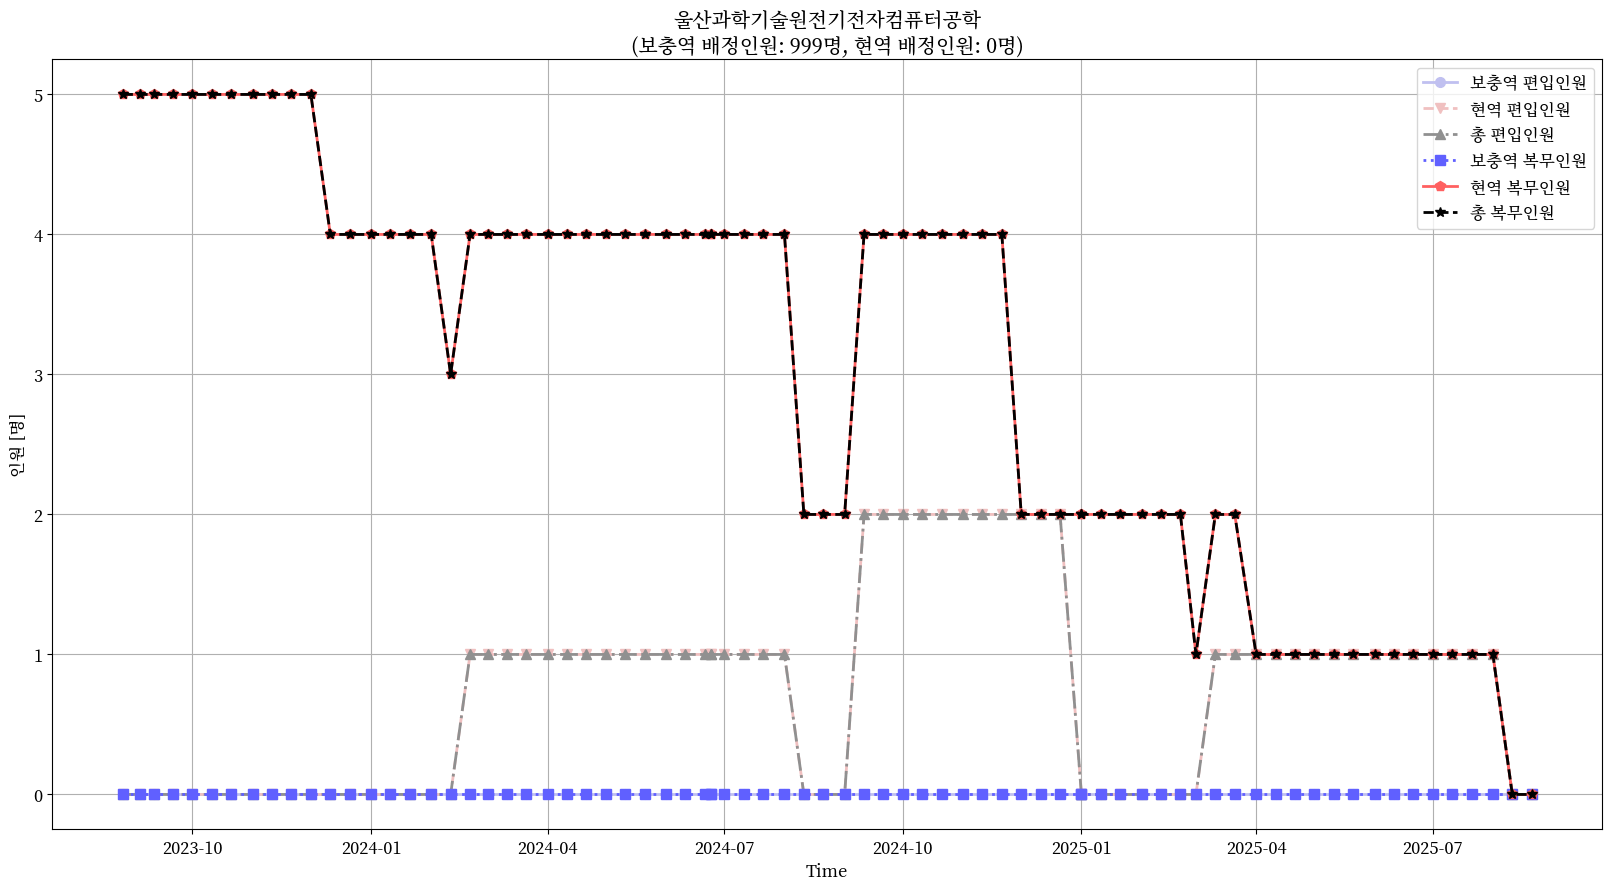 울산과학기술원전기전자컴퓨터공학
(보충역 배정인원: 999명, 현역 배정인원: 0명)
보충역 편입인원
현역 편입인원
총 편입인원
보충역 복무인원
현역 복무인원
총 복무인원
인원 [명]
5
4
3
2
1
0
2023-10
2024-01
2024-04
2024-07
2024-10
2025-01
2025-04
2025-07
Time